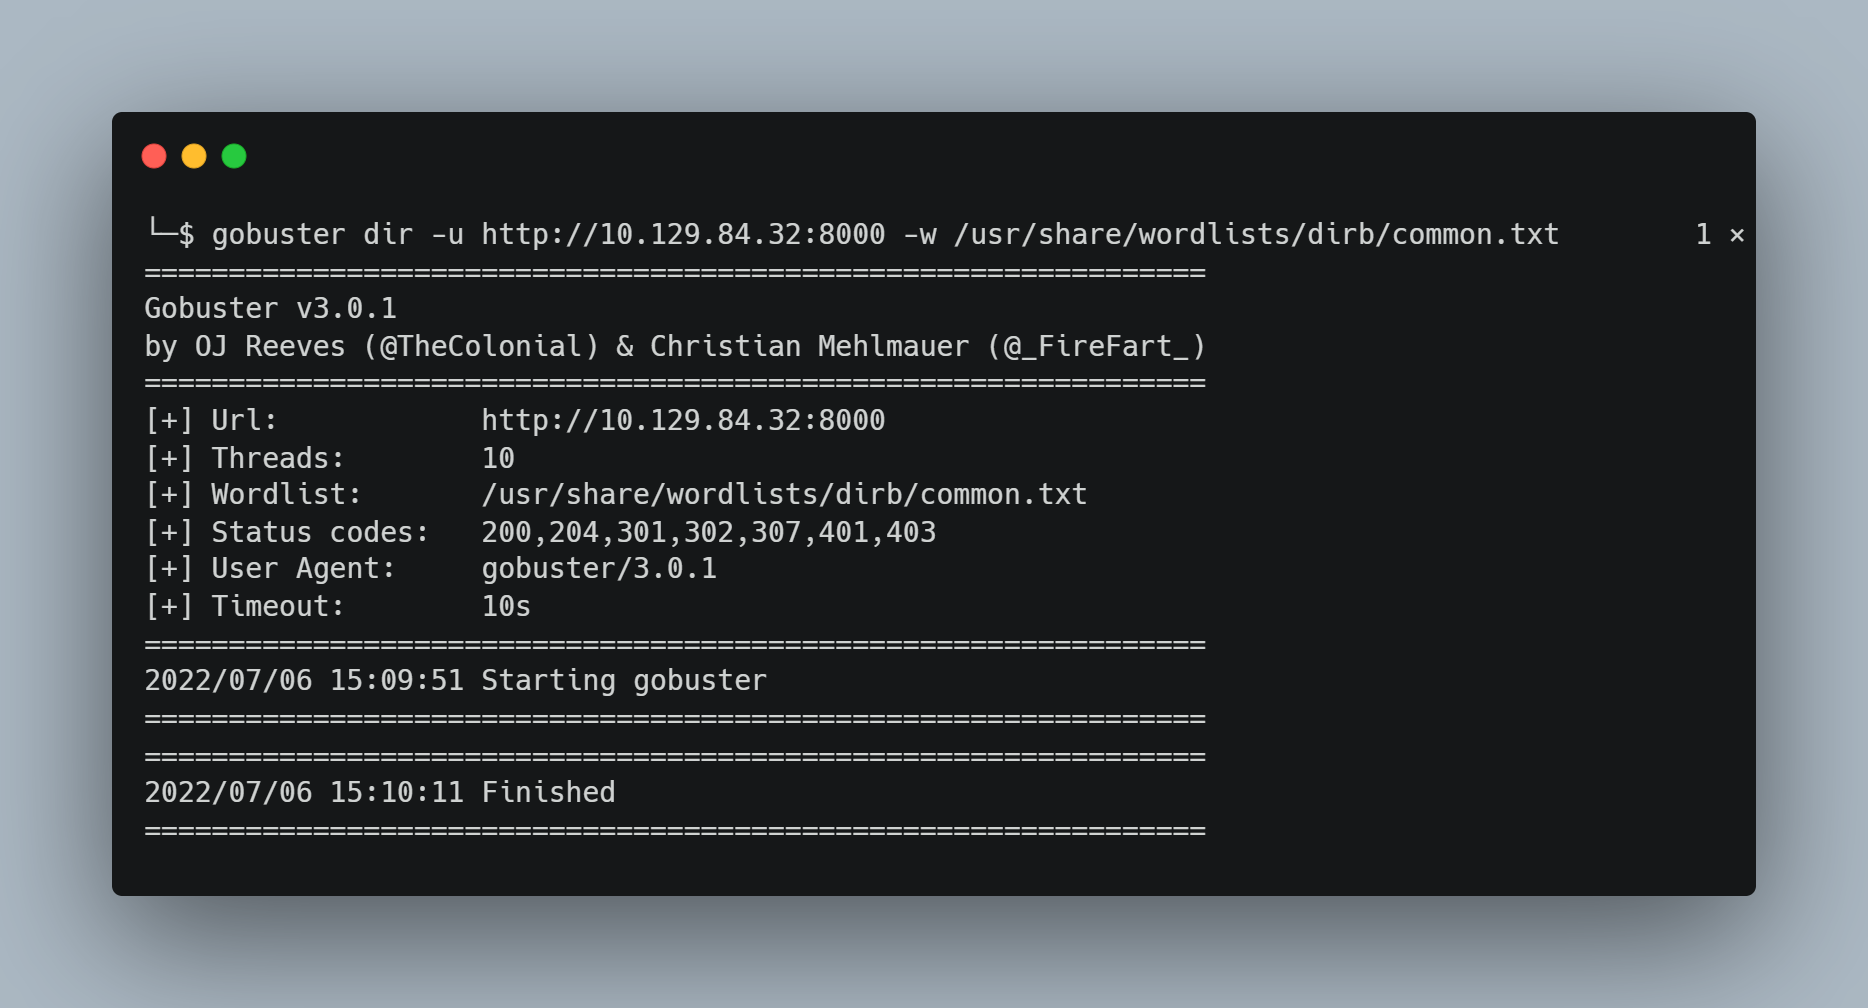 └─$ gobuster dir -u http://10.129.84.32:8000 -w /usr/share/wordlists/dirb/common.txt        1 ⨯
===============================================================
Gobuster v3.0.1
by OJ Reeves (@TheColonial) & Christian Mehlmauer (@_FireFart_)
===============================================================
[+] Url:            http://10.129.84.32:8000
[+] Threads:        10
[+] Wordlist:       /usr/share/wordlists/dirb/common.txt
[+] Status codes:   200,204,301,302,307,401,403
[+] User Agent:     gobuster/3.0.1
[+] Timeout:        10s
===============================================================
2022/07/06 15:09:51 Starting gobuster
===============================================================
===============================================================
2022/07/06 15:10:11 Finished
===============================================================